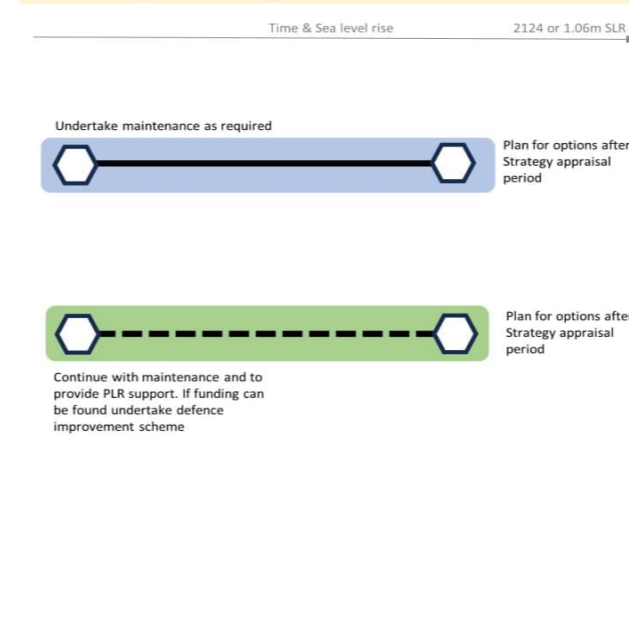 Time & Sea level rise
2124 or 1.06m SLR
Undertake maintenance as required
Plan for options after
Strategy appraisal
period
Plan for options afte
Strategy appraisal
period
Continue with maintenance and to
provide PLR support. If funding can
be found undertake defence
improvement scheme